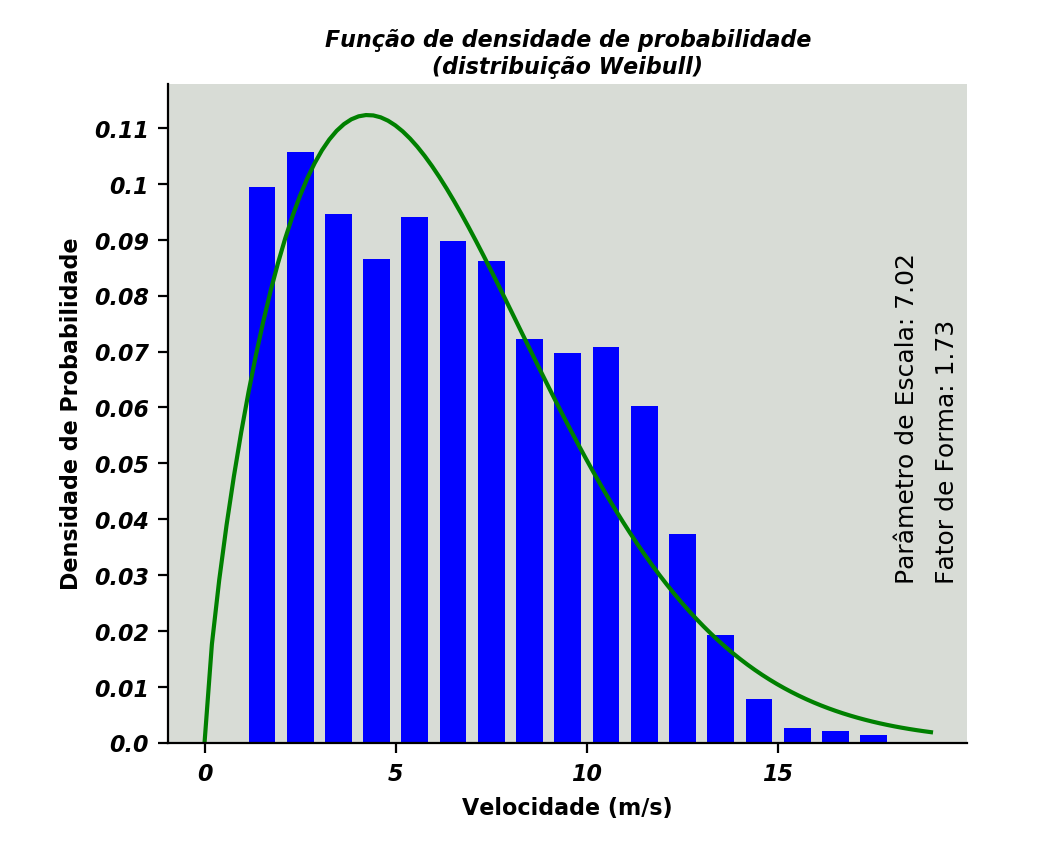 Função de densidade de probabilidade
(distribuição Weibull)
Densidade de Probabilidade
0.11
0.1
0.09
0.08
0.07
0.06
0.05
0.04
0.03
0.02
0.01
0.0
Parâmetro de Escala: 7.02
Fator de Forma: 1.73
0 5 10 15
Velocidade (m/s)